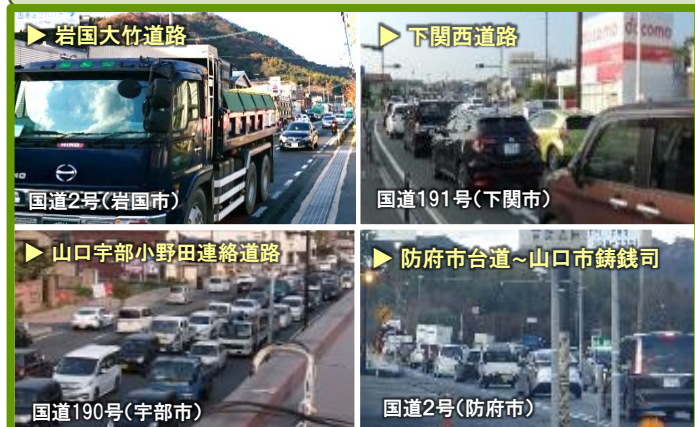 ▶ 岩国大竹道路
HINO
国道2号(岩国市)
▶ 下関西道路
docomo
国道191号(下関市)
▶ 山口宇部小野田連絡道路
国道190号(宇部市)
▶ 防府市台道~山口市鋳銭司
国道2号(防府市)